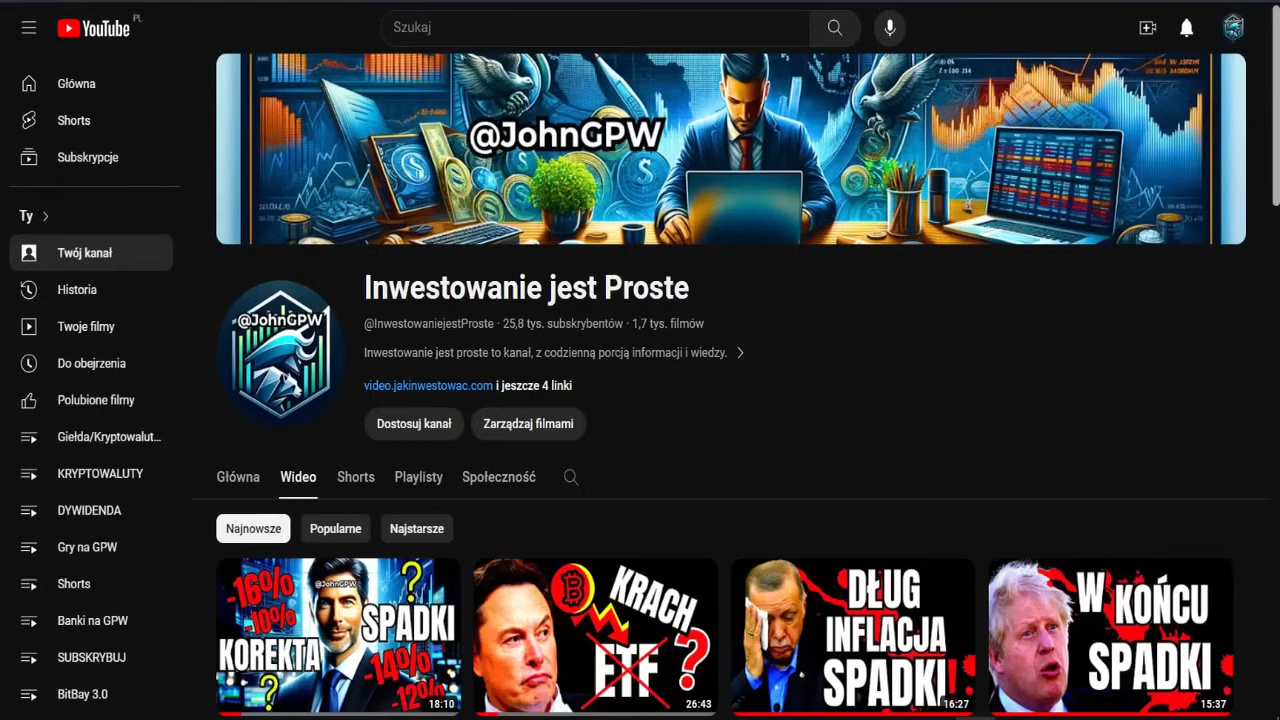 YouTube PL
Szukaj
Główna
Shorts
Subskrypcje
Ty
Twój kanał
Historia
Twoje filmy
Do obejrzenia
Polubione filmy
Giełda/Kryptowalut...
KRYPTOWALUTY
DYWIDENDA
Gry na GPW
Shorts
Banki na GPW
SUBSKRYBUJ
BitBay 3.0
@JohnGPW
@JohnGPW
Inwestowanie jest Proste
@InwestowaniejestProste · 25,8 tys. subskrybentów · 1,7 tys. filmów
Inwestowanie jest proste to kanał, z codzienną porcją informacji i wiedzy.
video.jakinwestowac.com i jeszcze 4 linki
Dostosuj kanał
Zarządzaj filmami
Główna
Wideo
Shorts
Playlisty
Społeczność
Najnowsze
Popularne
Najstarsze
-16%
-10%
@JohnGPW
?
KOREKTA
SPADKI
-14%
-12%
?
18:10
KRACH
ETF
?
26:43
DŁUG
INFLACJA
SPADKI!
16:27
W KOŃCU
SPADKI
15:37